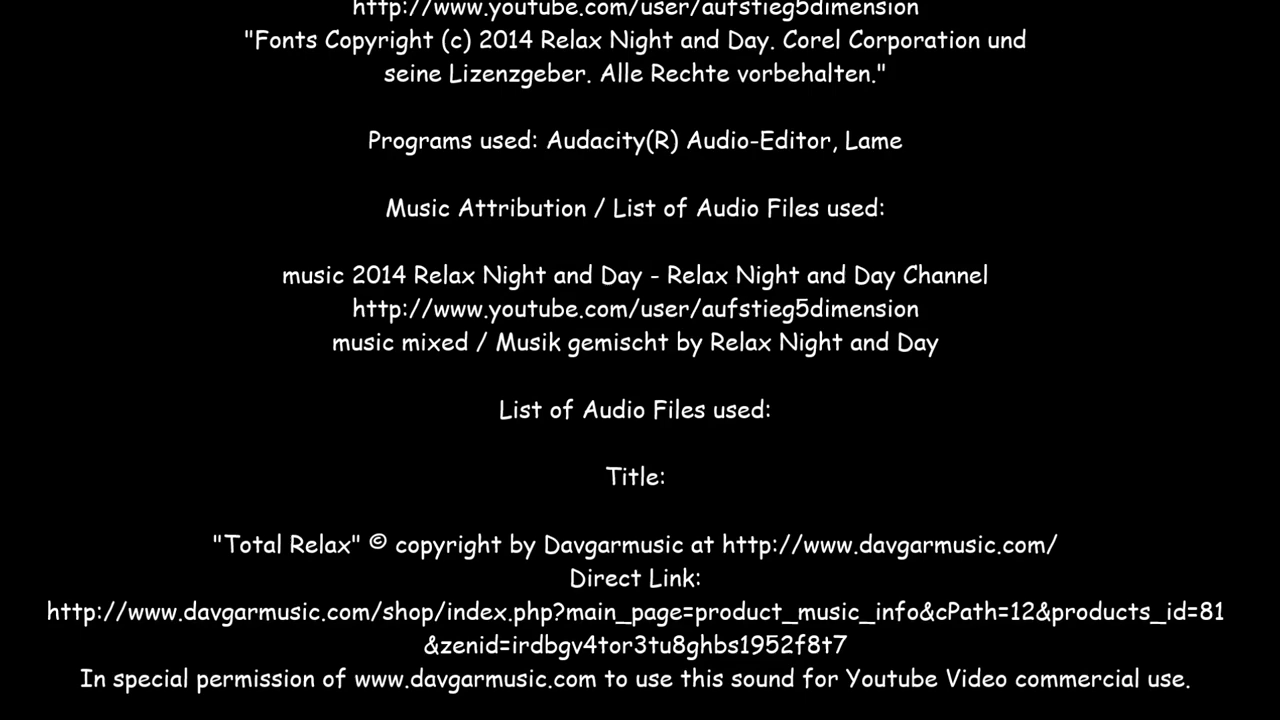 http://www.youtube.com/user/aufstieg5dimension
"Fonts Copyright (c) 2014 Relax Night and Day. Corel Corporation und
seine Lizenzgeber. Alle Rechte vorbehalten."
Programs used: Audacity(R) Audio-Editor, Lame
Music Attribution / List of Audio Files used:
music 2014 Relax Night and Day - Relax Night and Day Channel
http://www.youtube.com/user/aufstieg5dimension
music mixed / Musik gemischt by Relax Night and Day
List of Audio Files used:
Title:
"Total Relax" © copyright by Davgarmusic at http://www.davgarmusic.com/
Direct Link:
http://www.davgarmusic.com/shop/index.php?main_page=product_music_info&cPath=12&products_id=81
&zenid=irdbgv4tor3tu8ghbs1952f8t7
In special permission of www.davgarmusic.com to use this sound for Youtube Video commercial use.